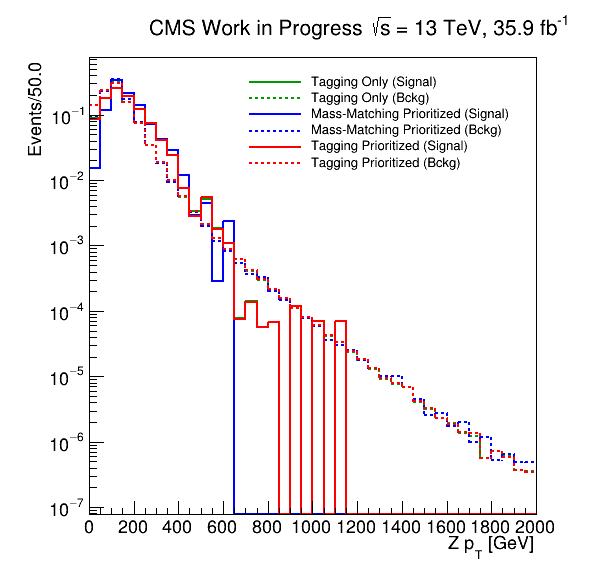 CMS Work in Progress √s = 13 TeV, 35.9 fb⁻¹
Events/50.0
Tagging Only (Signal)
Tagging Only (Bckg)
Mass-Matching Prioritized (Signal)
Mass-Matching Prioritized (Bckg)
Tagging Prioritized (Signal)
Tagging Prioritized (Bckg)
10⁻¹
10⁻²
10⁻³
10⁻⁴
10⁻⁵
10⁻⁶
10⁻⁷
0 200 400 600 800 1000 1200 1400 1600 1800 2000
Z p_T [GeV]